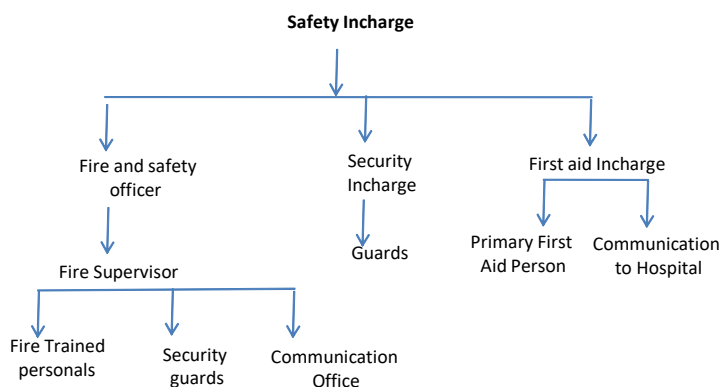 Safety Incharge
Fire and safety
officer
Security
Incharge
First aid Incharge
Fire Supervisor
Guards
Primary First
Aid Person
Communication
to Hospital
Fire Trained
personals
Security
guards
Communication
Office